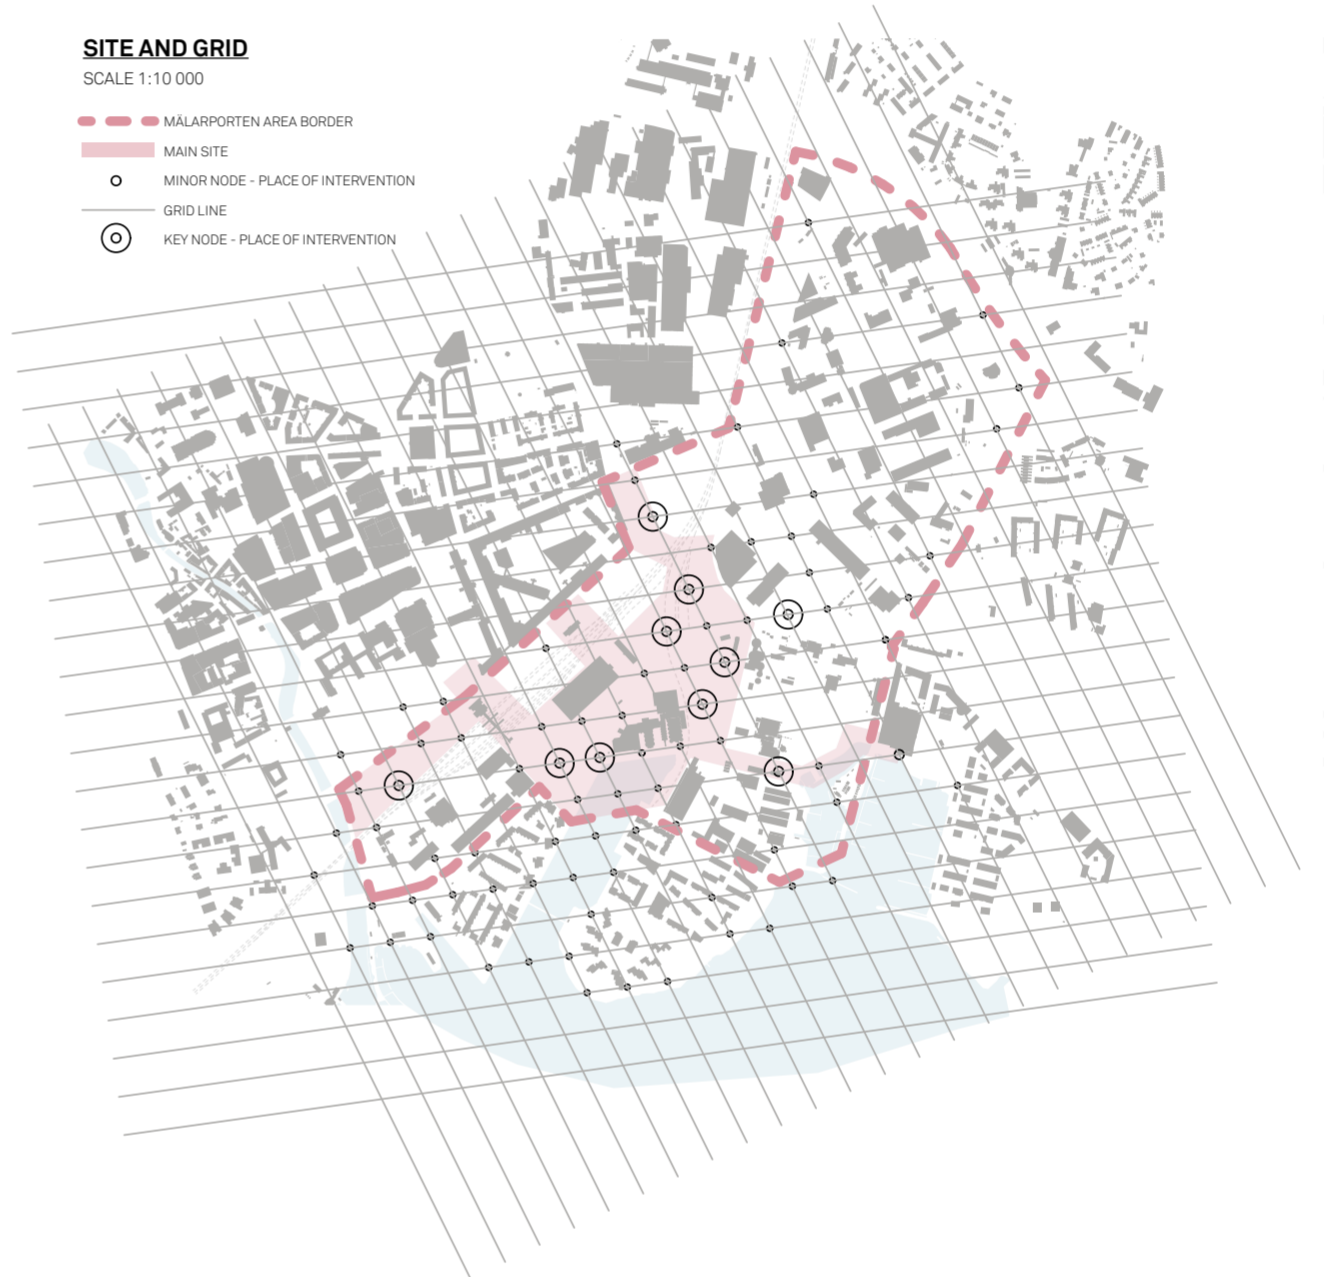 SITE AND GRID
SCALE 1:10 000
MÄLARPORTEN AREA BORDER
MAIN SITE
MINOR NODE - PLACE OF INTERVENTION
GRID LINE
KEY NODE - PLACE OF INTERVENTION